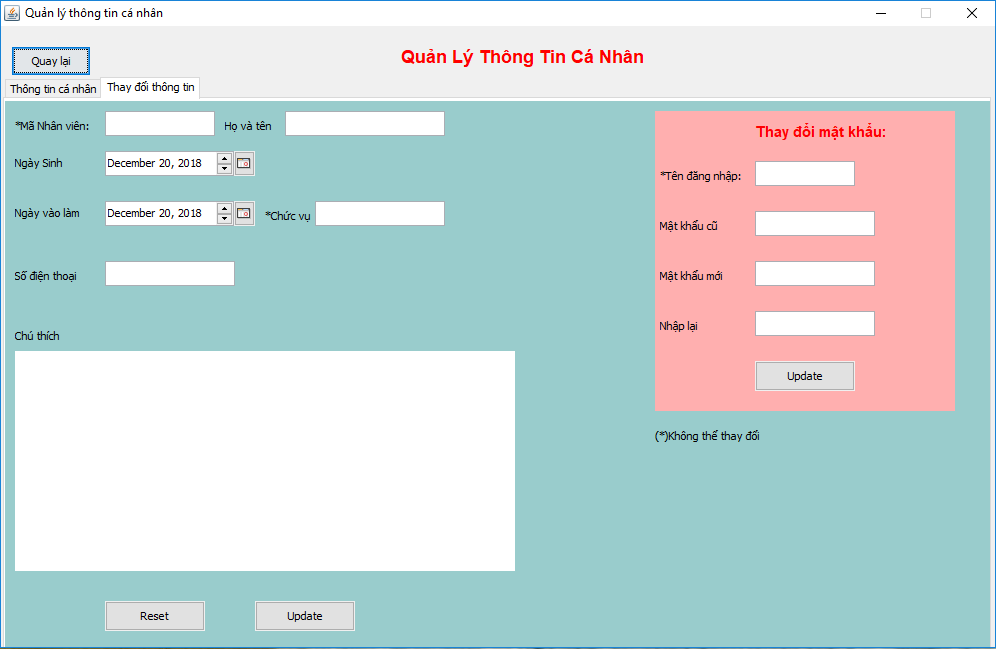 Quản lý thông tin cá nhân
Quay lại
Quản Lý Thông Tin Cá Nhân
Thông tin cá nhân
Thay đổi thông tin
*Mã Nhân viên:
Họ và tên
Ngày Sinh
December 20, 2018
Ngày vào làm
December 20, 2018
*Chức vụ
Số điện thoại
Chú thích
Reset
Update
Thay đổi mật khẩu:
*Tên đăng nhập:
Mật khẩu cũ
Mật khẩu mới
Nhập lại
Update
(*)Không thể thay đổi